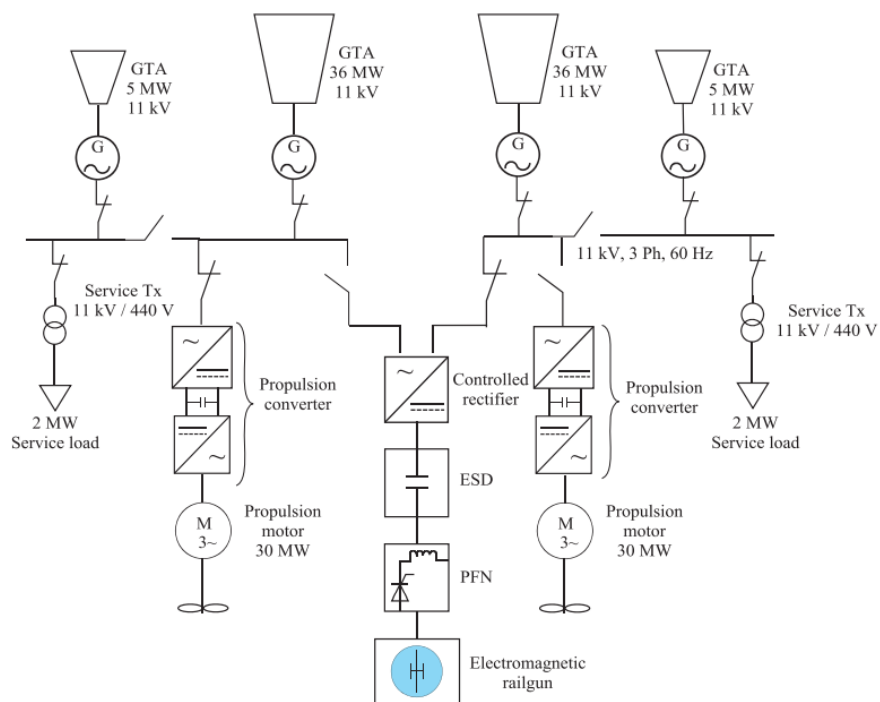 GTA
5 MW
11 kV
GTA
36 MW
11 kV
GTA
36 MW
11 kV
GTA
5 MW
11 kV
G
G
G
G
11 kV, 3 Ph, 60 Hz
Service Tx
11 kV / 440 V
Service Tx
11 kV / 440 V
2 MW
Service load
2 MW
Service load
Propulsion
converter
Controlled
rectifier
Propulsion
converter
ESD
M
3~
Propulsion
motor
30 MW
PFN
M
3~
Propulsion
motor
30 MW
Electromagnetic
railgun